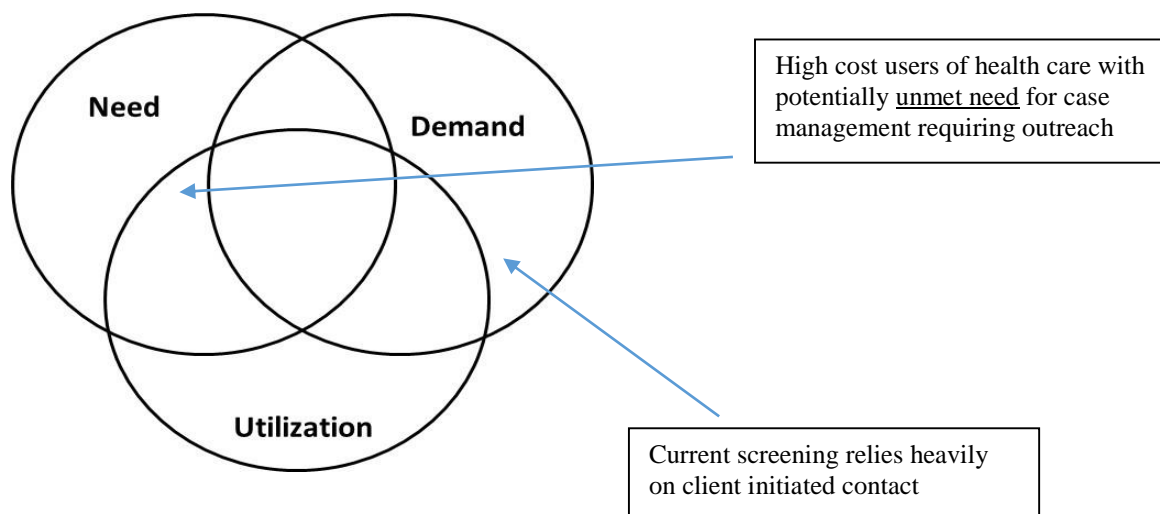 Need
Demand
Utilization
High cost users of health care with
potentially unmet need for case
management requiring outreach
Current screening relies heavily
on client initiated contact